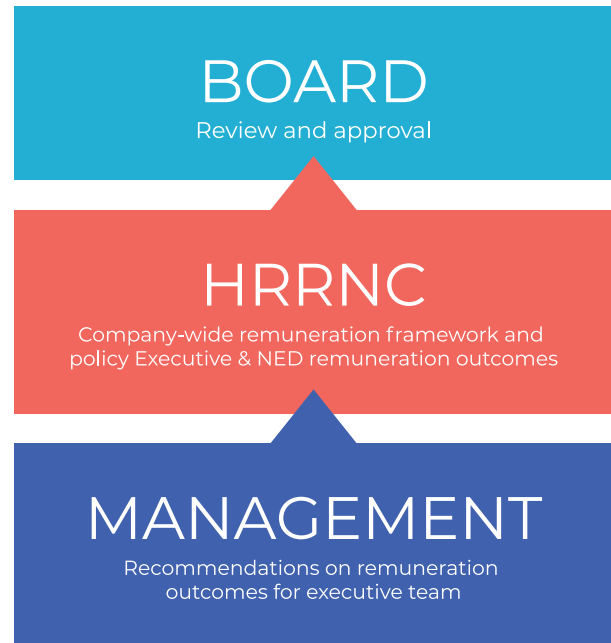 BOARD
Review and approval
HRRNC
Company-wide remuneration framework and
policy Executive & NED remuneration outcomes
MANAGEMENT
Recommendations on remuneration
outcomes for executive team